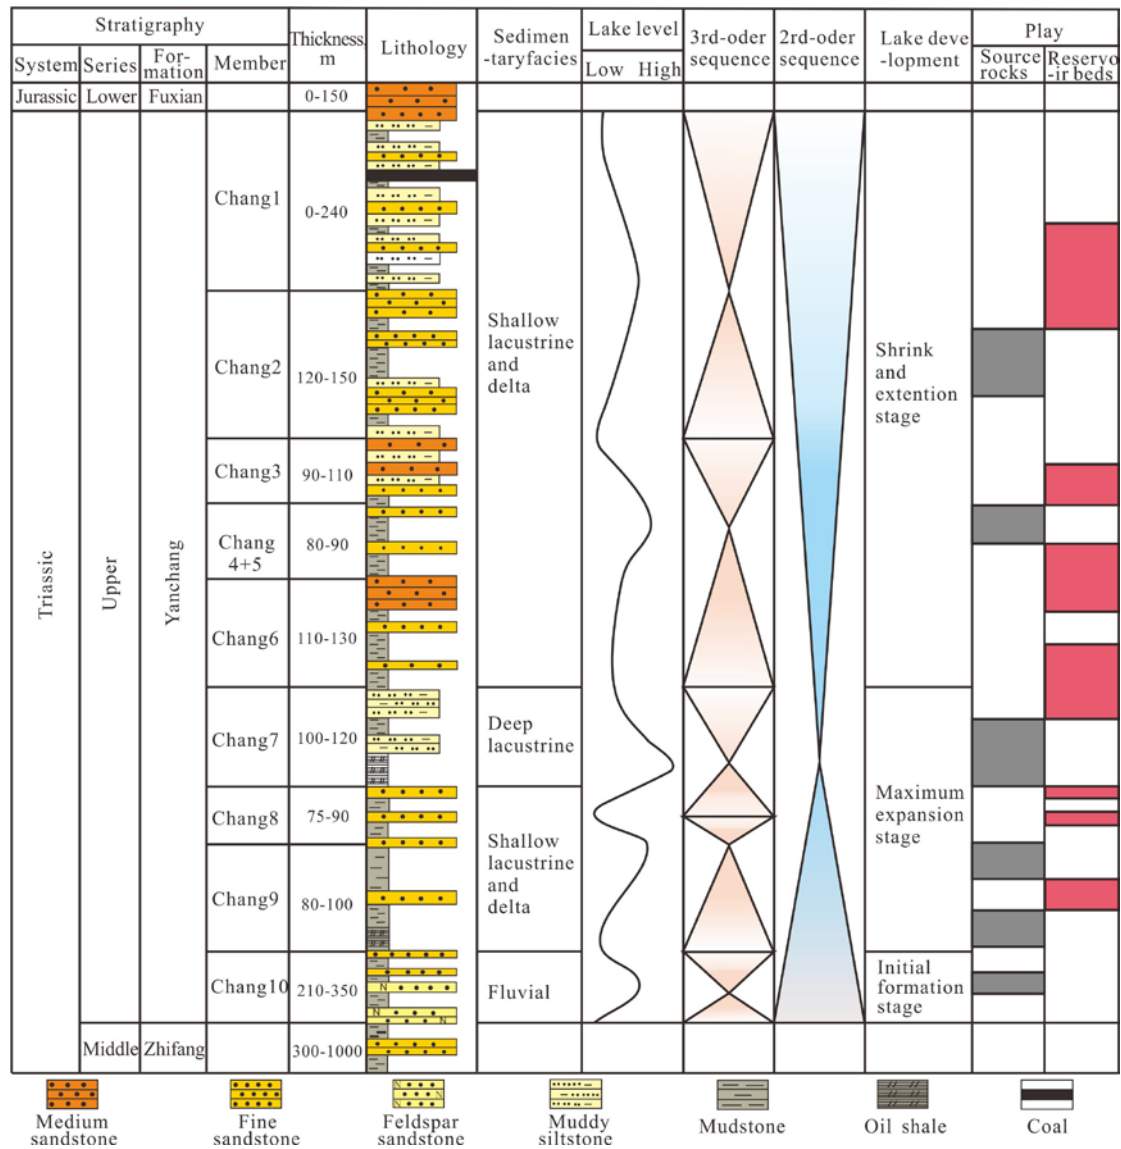 Stratigraphy
Thickness
m
Lithology
Sedimen
-taryfacies
Lake level
Low High
3rd-oder
sequence
2rd-oder
sequence
Lake deve
-lopment
Play
System
Series
For-
mation
Member
Source
rocks
Reservo
-ir beds
Jurassic
Lower
Fuxian
0-150
Triassic
Upper
Yanchang
Chang1
0-240
Chang2
120-150
Chang3
90-110
Chang
4+5
80-90
Chang6
110-130
Chang7
100-120
Chang8
75-90
Chang9
80-100
Chang10
210-350
Middle
Zhifang
300-1000
N
N
N
Shallow
lacustrine
and
delta
Deep
lacustrine
Shallow
lacustrine
and
delta
Fluvial
Shrink
and
extention
stage
Maximum
expansion
stage
Initial
formation
stage
N
N
N
Medium
sandstone
Fine
sandstone
Feldspar
sandstone
Muddy
siltstone
Mudstone
Oil shale
Coal